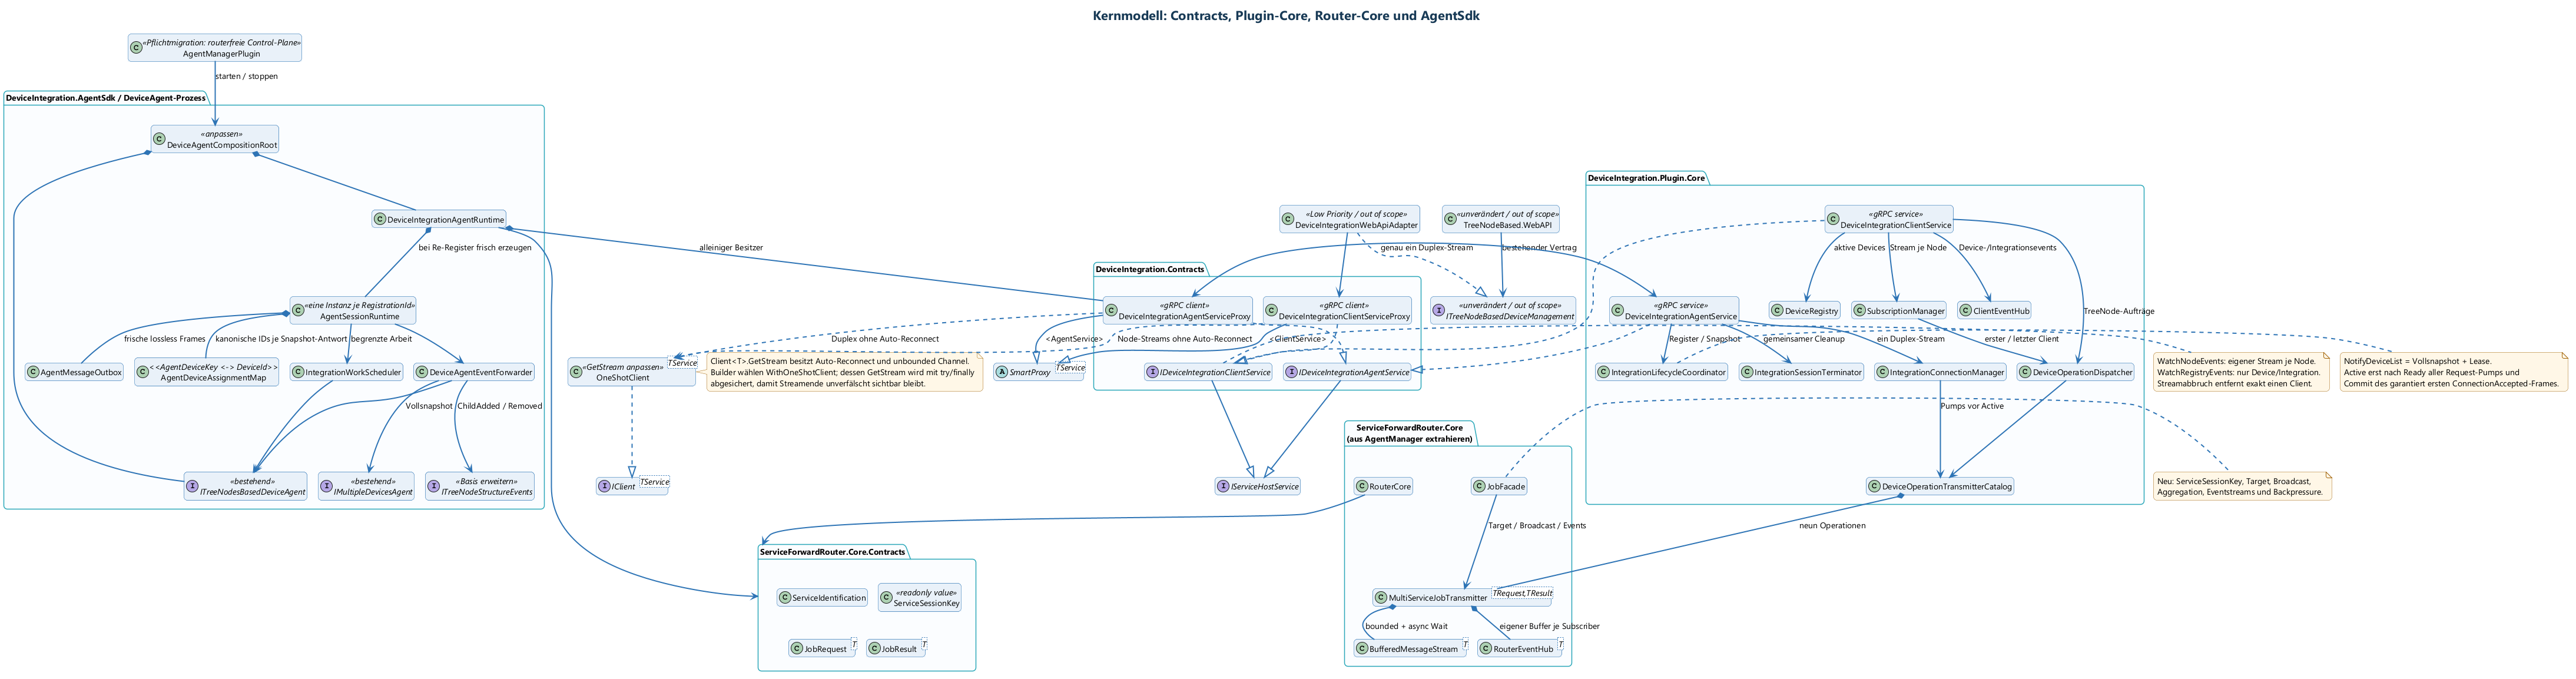 Kernmodell: Contracts, Plugin-Core, Router-Core und AgentSdk
«Pflichtmigration: routerfreie Control-Plane»
AgentManagerPlugin
starten / stoppen
DeviceIntegration.AgentSdk / DeviceAgent-Prozess
«anpassen»
DeviceAgentCompositionRoot
DeviceIntegrationAgentRuntime
bei Re-Register frisch erzeugen
«eine Instanz je RegistrationId»
AgentSessionRuntime
frische lossless Frames
kanonische IDs je Snapshot-Antwort
begrenzte Arbeit
AgentMessageOutbox
<<AgentDeviceKey <-> DeviceId>>
AgentDeviceAssignmentMap
IntegrationWorkScheduler
DeviceAgentEventForwarder
Vollsnapshot
ChildAdded / Removed
«bestehend»
ITreeNodesBasedDeviceAgent
«bestehend»
IMultipleDevicesAgent
«Basis erweitern»
ITreeNodeStructureEvents
alleiniger Besitzer
«Low Priority / out of scope»
DeviceIntegrationWebApiAdapter
«unverändert / out of scope»
TreeNodeBased.WebAPI
genau ein Duplex-Stream
bestehender Vertrag
DeviceIntegration.Contracts
«gRPC client»
DeviceIntegrationAgentServiceProxy
«gRPC client»
DeviceIntegrationClientServiceProxy
«unverändert / out of scope»
ITreeNodeBasedDeviceManagement
Duplex ohne Auto-Reconnect
<AgentService>
Node-Streams ohne Auto-Reconnect
<ClientService>
«GetStream anpassen»
OneShotClient
TService
Client<T>.GetStream besitzt Auto-Reconnect und unbounded Channel.
Builder wählen WithOneShotClient; dessen GetStream wird mit try/finally
abgesichert, damit Streamende unverfälscht sichtbar bleibt.
SmartProxy
TService
IDeviceIntegrationClientService
IDeviceIntegrationAgentService
IClient
TService
IServiceHostService
DeviceIntegration.Plugin.Core
«gRPC service»
DeviceIntegrationClientService
aktive Devices
Stream je Node
Device-/Integrationsevents
TreeNode-Aufträge
«gRPC service»
DeviceIntegrationAgentService
DeviceRegistry
SubscriptionManager
ClientEventHub
Register / Snapshot
gemeinsamer Cleanup
ein Duplex-Stream
erster / letzter Client
IntegrationLifecycleCoordinator
IntegrationSessionTerminator
IntegrationConnectionManager
DeviceOperationDispatcher
Pumps vor Active
DeviceOperationTransmitterCatalog
WatchNodeEvents: eigener Stream je Node.
WatchRegistryEvents: nur Device/Integration.
Streamabbruch entfernt exakt einen Client.
NotifyDeviceList = Vollsnapshot + Lease.
Active erst nach Ready aller Request-Pumps und
Commit des garantiert ersten ConnectionAccepted-Frames.
ServiceForwardRouter.Core
(aus AgentManager extrahieren)
RouterCore
JobFacade
Neu: ServiceSessionKey, Target, Broadcast,
Aggregation, Eventstreams und Backpressure.
Target / Broadcast / Events
neun Operationen
MultiServiceJobTransmitter
TRequest,TResult
bounded + async Wait
eigener Buffer je Subscriber
BufferedMessageStream
T
RouterEventHub
T
ServiceForwardRouter.Core.Contracts
ServiceIdentification
«readonly value»
ServiceSessionKey
JobRequest
T
JobResult
T